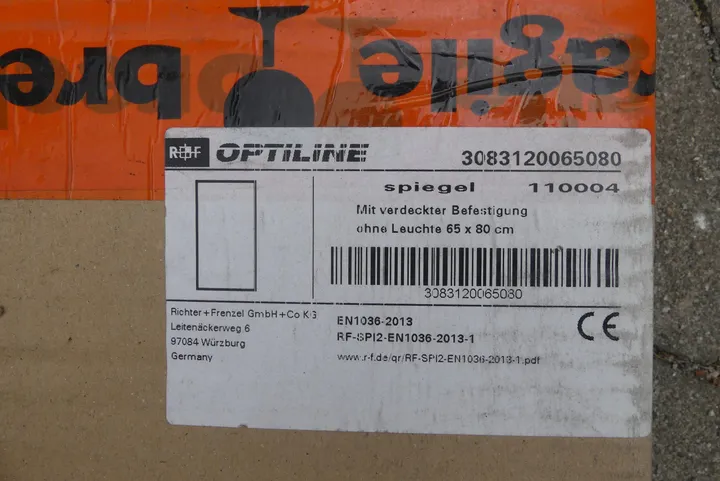 fragile
R+F OPTILINE 3083120065080
spiegel 110004
Mit verdeckter Befestigung
ohne Leuchte 65 x 80 cm
3083120065080
Richter+Frenzel GmbH+Co KG
Leitenäckerweg 6
97084 Würzburg
Germany
EN1036-2013
RF-SPI2-EN1036-2013-1
www.r-f.de/qr/RF-SPI2-EN1036-2013-1.pdf
CE